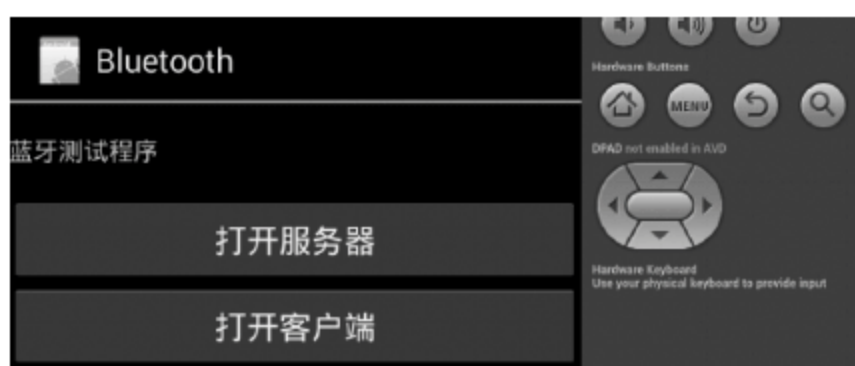 Bluetooth
蓝牙测试程序
打开服务器
打开客户端
Hardware Buttons
MENU
DPAD not enabled in AVD
Hardware Keyboard
Use your physical keyboard to provide input